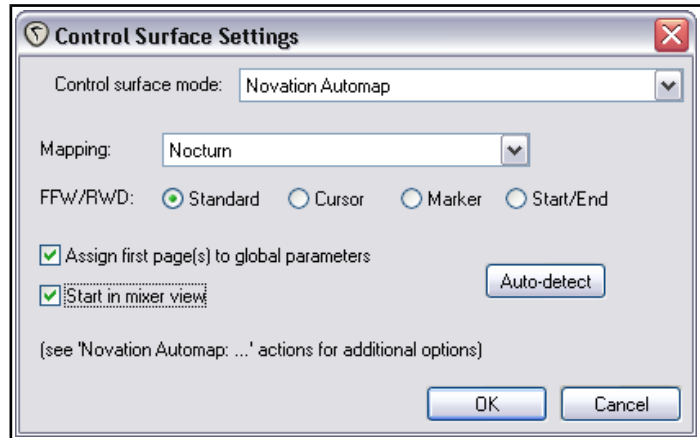 Control Surface Settings
Control surface mode: Novation Automap
Mapping: Nocturn
FFW/RWD: Standard Cursor Marker Start/End
Assign first page(s) to global parameters
Auto-detect
Start in mixer view
(see 'Novation Automap: ...' actions for additional options)
OK Cancel